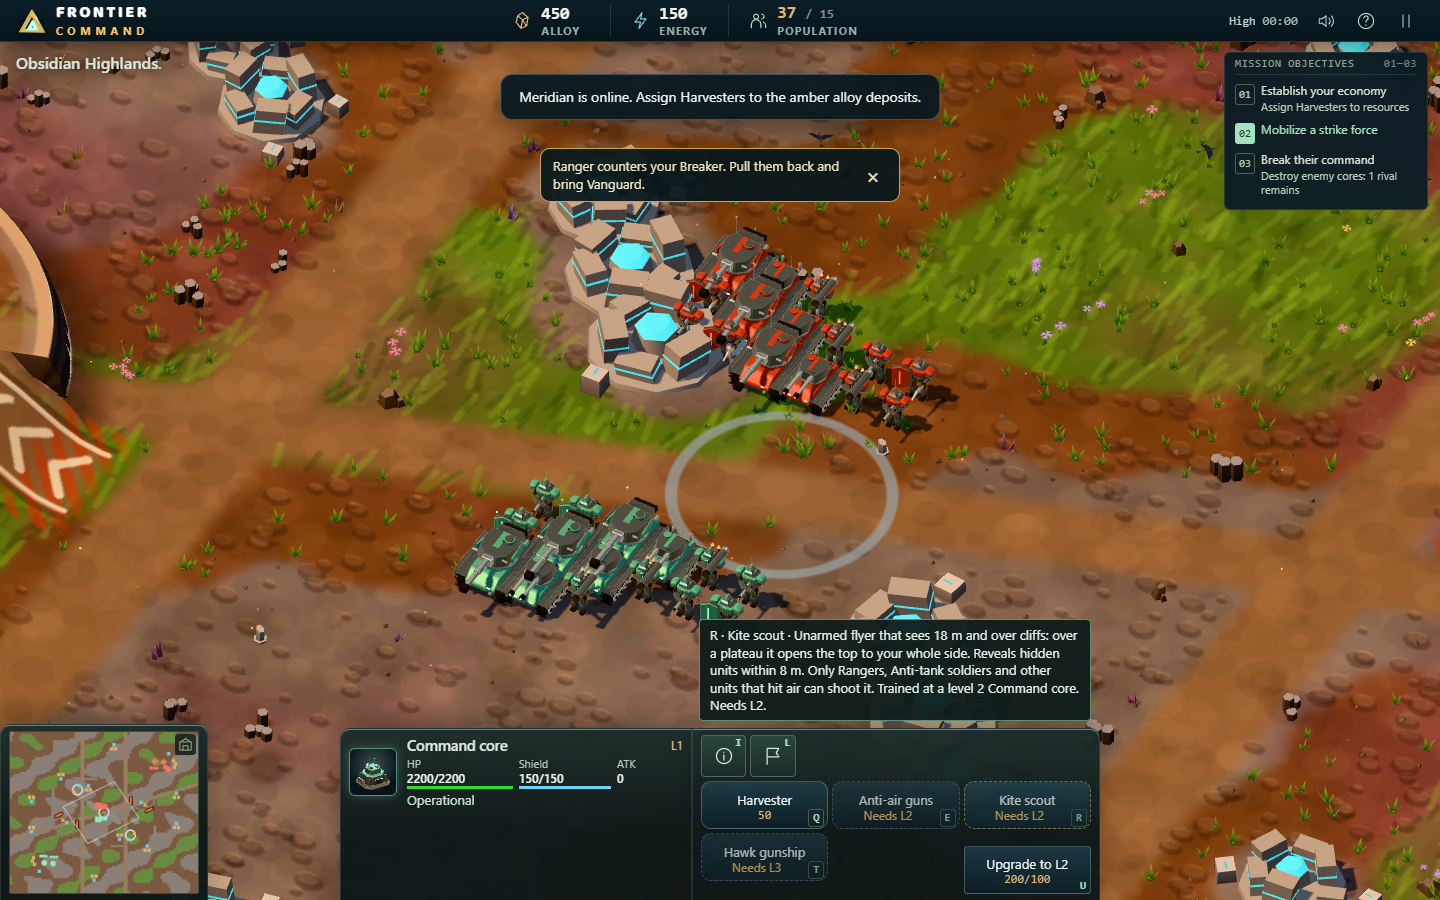 FRONTIER
COMMAND
450
ALLOY
150
ENERGY
37 / 15
POPULATION
High 00:00
Obsidian Highlands.
Meridian is online. Assign Harvesters to the amber alloy deposits.
Ranger counters your Breaker. Pull them back and
bring Vanguard.
MISSION OBJECTIVES 01—03
01 Establish your economy
Assign Harvesters to resources
02 Mobilize a strike force
03 Break their command
Destroy enemy cores: 1 rival
remains
R · Kite scout · Unarmed flyer that sees 18 m and over cliffs: over
a plateau it opens the top to your whole side. Reveals hidden
units within 8 m. Only Rangers, Anti-tank soldiers and other
units that hit air can shoot it. Trained at a level 2 Command core.
Needs L2.
Command core L1
HP Shield ATK
2200/2200 150/150 0
Operational
I L
Harvester
50 Q
Anti-air guns
Needs L2 E
Kite scout
Needs L2 R
Hawk gunship
Needs L3 T
Upgrade to L2
200/100 U